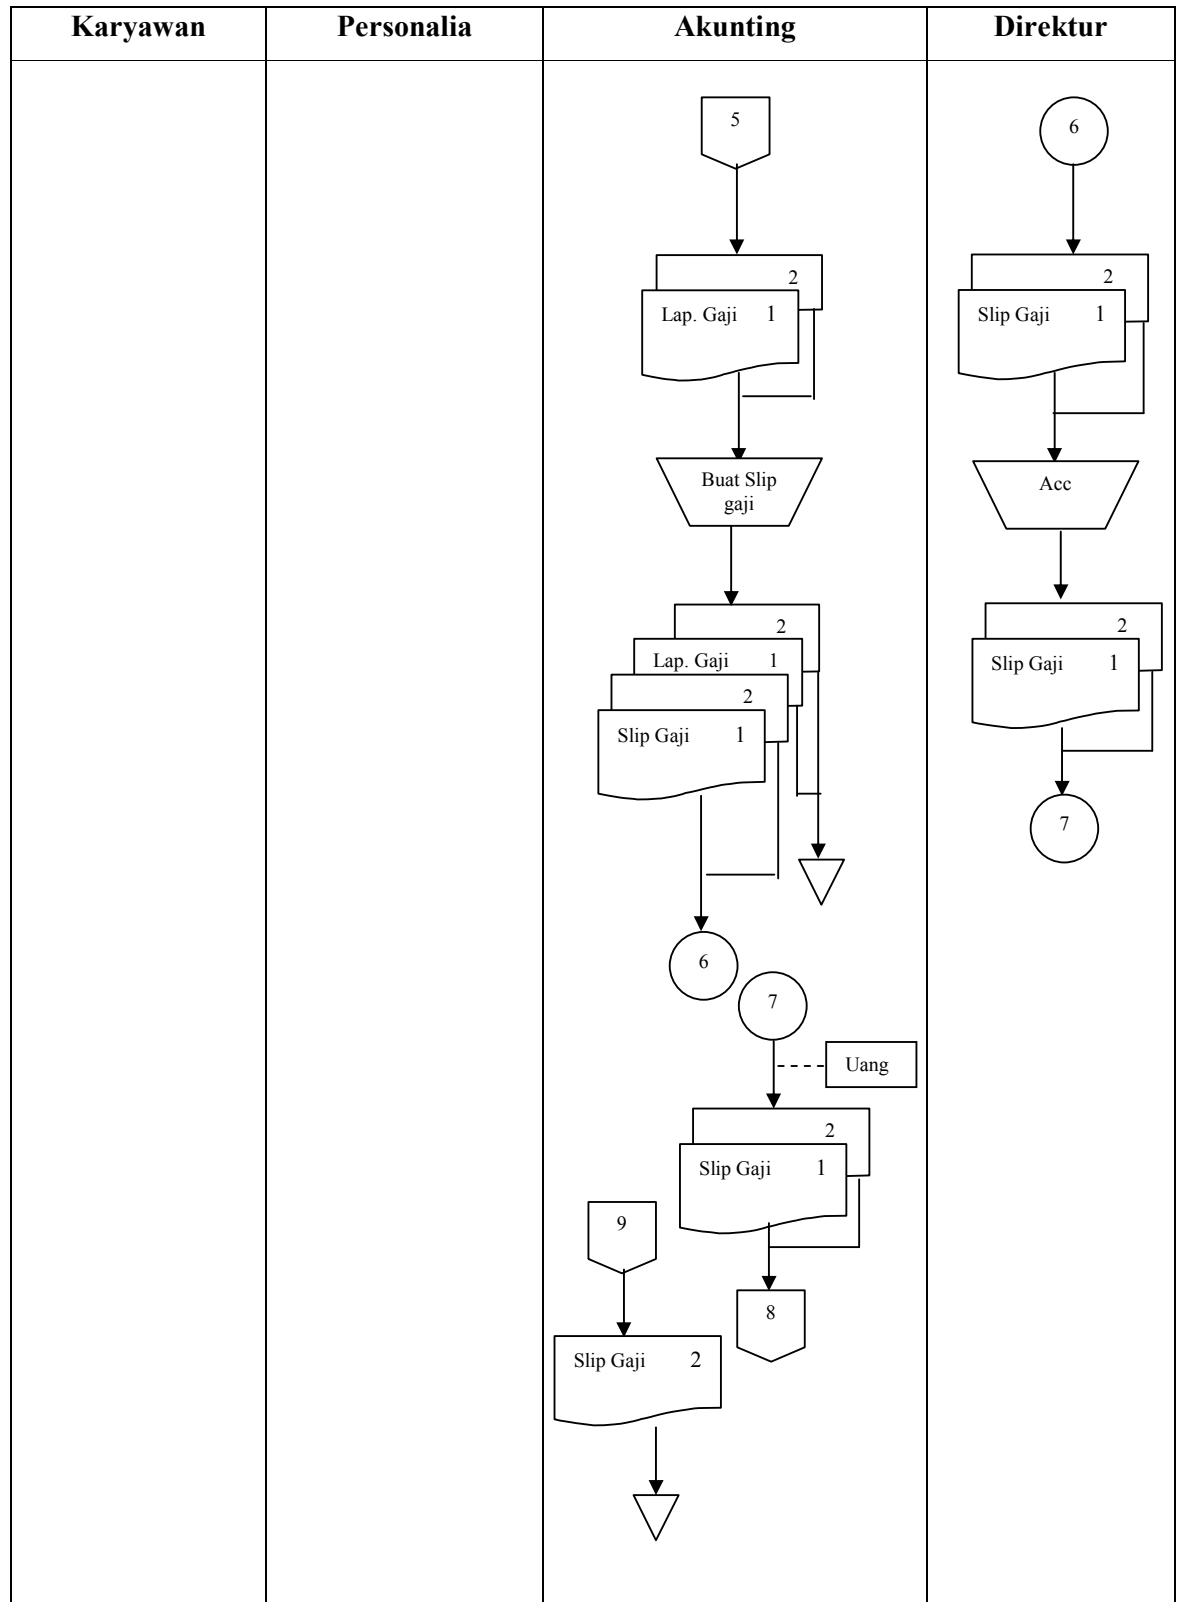 Karyawan Personalia Akunting Direktur
5
2
Lap. Gaji 1
Buat Slip
gaji
2
Lap. Gaji 1
2
Slip Gaji 1
6
7
Uang
2
Slip Gaji 1
9
8
Slip Gaji 2
6
2
Slip Gaji 1
Acc
2
Slip Gaji 1
7